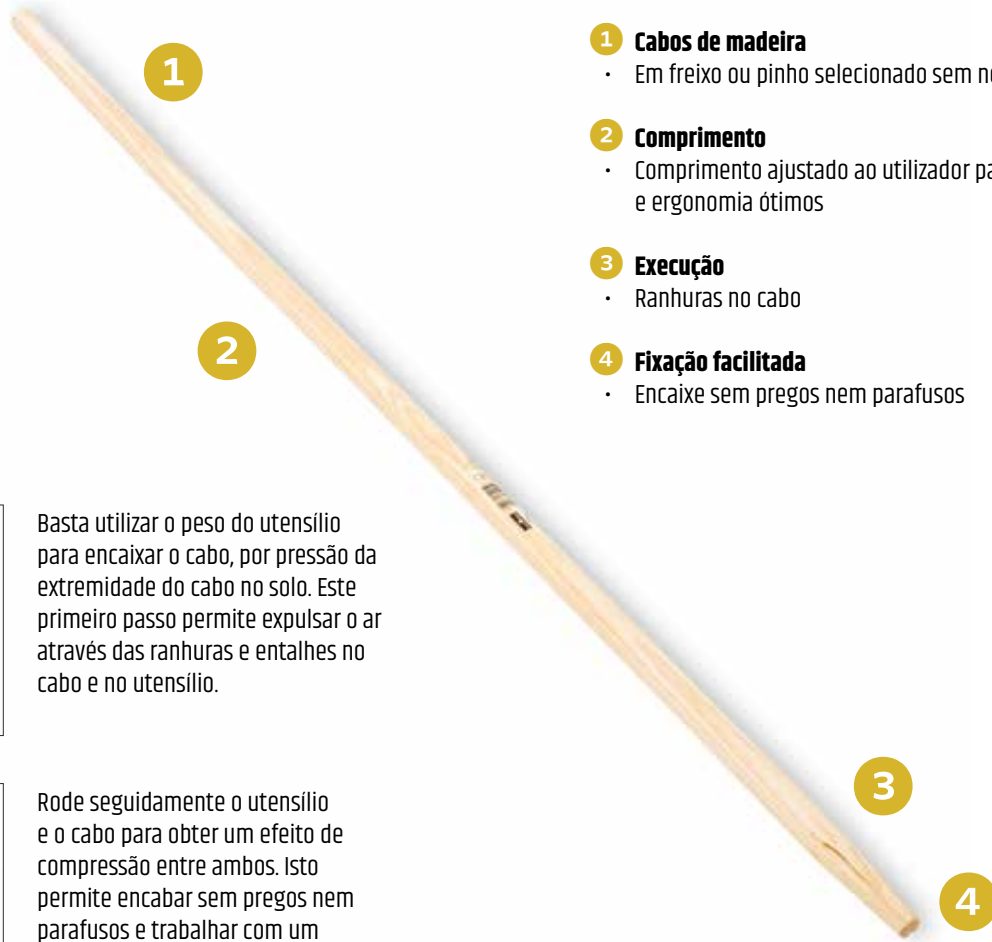 1
2
3
4
1 Cabos de madeira
· Em freixo ou pinho selecionado sem
2 Comprimento
· Comprimento ajustado ao utilizador
e ergonomia ótimos
3 Execução
· Ranhuras no cabo
4 Fixação facilitada
· Encaixe sem pregos nem parafusos
Basta utilizar o peso do utensílio
para encaixar o cabo, por pressão da
extremidade do cabo no solo. Este
primeiro passo permite expulsar o ar
através das ranhuras e entalhes no
cabo e no utensílio.
Rode seguidamente o utensílio
e o cabo para obter um efeito de
compressão entre ambos. Isto
permite encabar sem pregos nem
parafusos e trabalhar com um